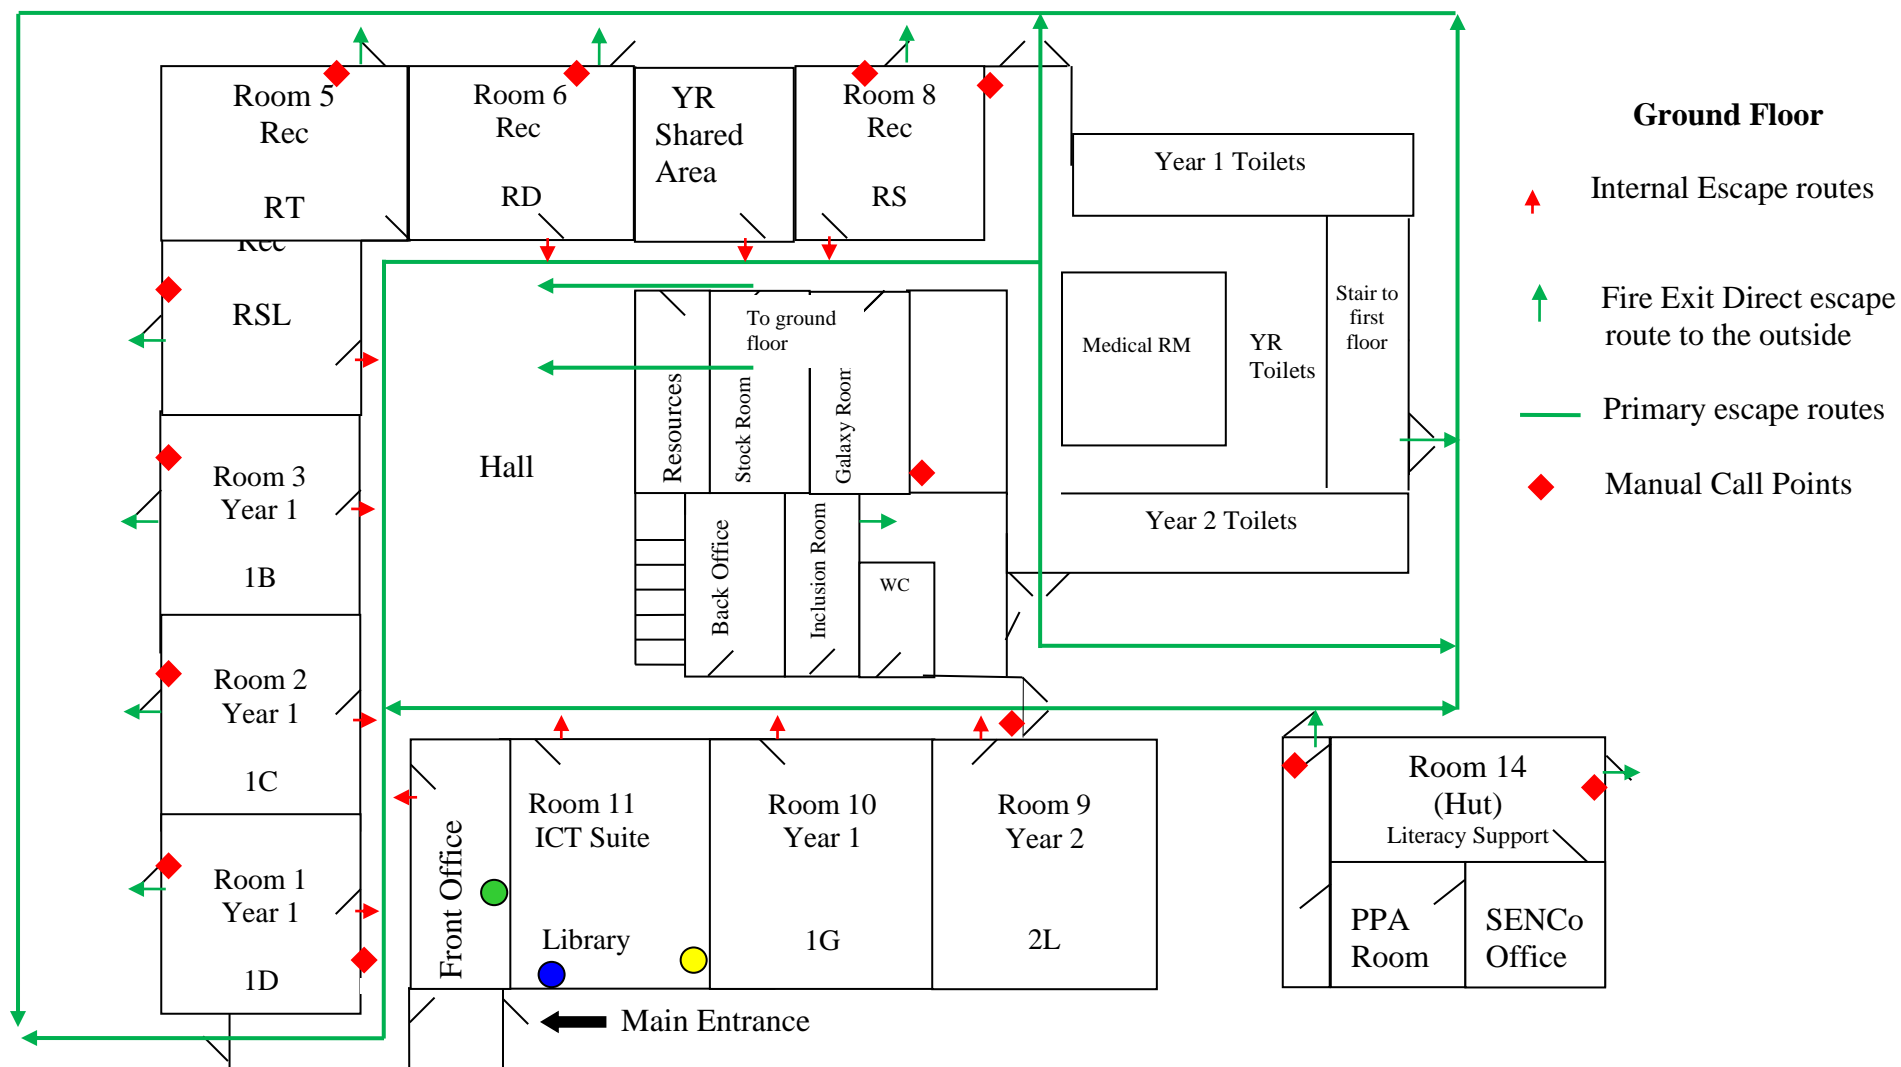 Room 5
Rec
RT
Room 6
Rec
RD
YR
Shared
Area
Room 8
Rec
RS
Year 1 Toilets
Ground Floor
Internal Escape routes
Fire Exit Direct escape
route to the outside
Primary escape routes
Manual Call Points
Rec
RSL
To ground
floor
Resources
Stock Room
Galaxy Room
Medical RM
YR
Toilets
Stair to
first
floor
Hall
Room 3
Year 1
1B
Back Office
Inclusion Room
WC
Year 2 Toilets
Room 2
Year 1
1C
Room 1
Year 1
1D
Front Office
Room 11
ICT Suite
Library
Room 10
Year 1
1G
Room 9
Year 2
2L
Room 14
(Hut)
Literacy Support
PPA
Room
SENCo
Office
Main Entrance